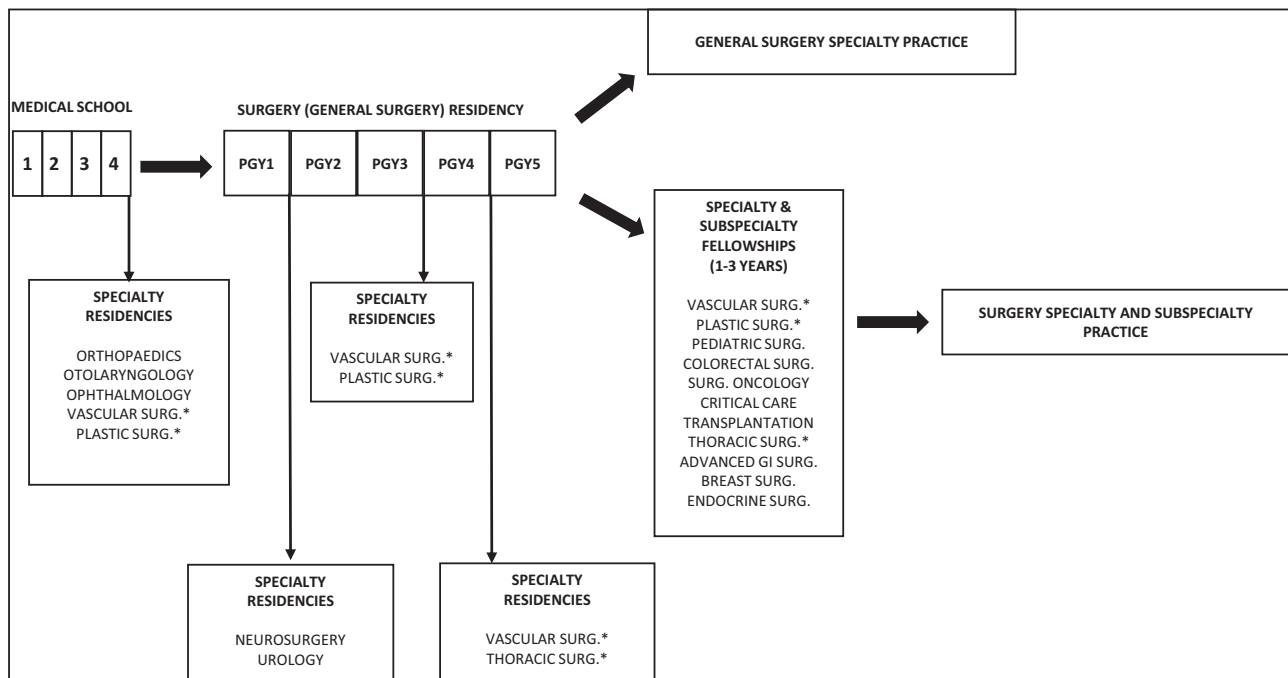 GENERAL SURGERY SPECIALTY PRACTICE
MEDICAL SCHOOL
1 2 3 4
SURGERY (GENERAL SURGERY) RESIDENCY
PGY1 PGY2 PGY3 PGY4 PGY5
SPECIALTY
RESIDENCIES
ORTHOPAEDICS
OTOLARYNGOLOGY
OPHTHALMOLOGY
VASCULAR SURG.*
PLASTIC SURG.*
SPECIALTY
RESIDENCIES
VASCULAR SURG.*
PLASTIC SURG.*
SPECIALTY &
SUBSPECIALTY
FELLOWSHIPS
(1-3 YEARS)
VASCULAR SURG.*
PLASTIC SURG.*
PEDIATRIC SURG.
COLORECTAL SURG.
SURG. ONCOLOGY
CRITICAL CARE
TRANSPLANTATION
THORACIC SURG.*
ADVANCED GI SURG.
BREAST SURG.
ENDOCRINE SURG.
SURGERY SPECIALTY AND SUBSPECIALTY
PRACTICE
SPECIALTY
RESIDENCIES
NEUROSURGERY
UROLOGY
SPECIALTY
RESIDENCIES
VASCULAR SURG.*
THORACIC SURG.*